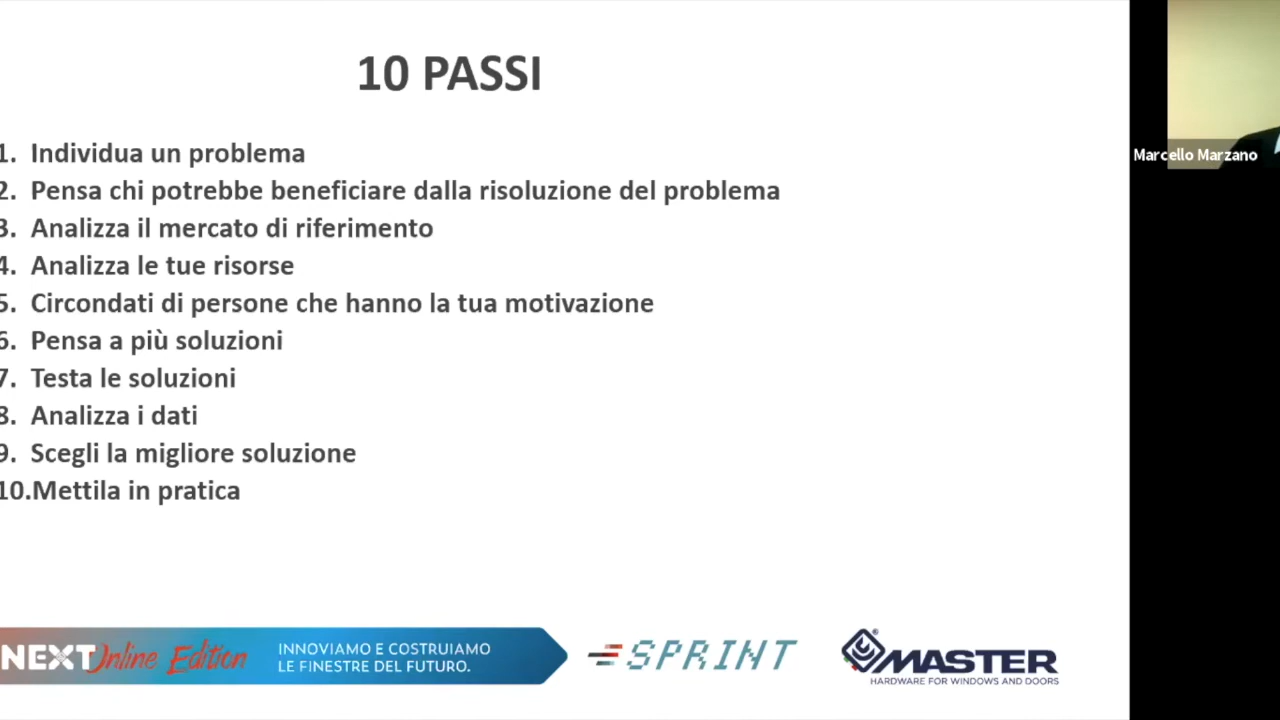 10 PASSI
1. Individua un problema
2. Pensa chi potrebbe beneficiare dalla risoluzione del problema
3. Analizza il mercato di riferimento
4. Analizza le tue risorse
5. Circondati di persone che hanno la tua motivazione
6. Pensa a più soluzioni
7. Testa le soluzioni
8. Analizza i dati
9. Scegli la migliore soluzione
10.Mettila in pratica
Marcello Marzano
NEXT Online Edition
INNOVIAMO E COSTRUIAMO
LE FINESTRE DEL FUTURO.
SPRINT
MASTER®
HARDWARE FOR WINDOWS AND DOORS